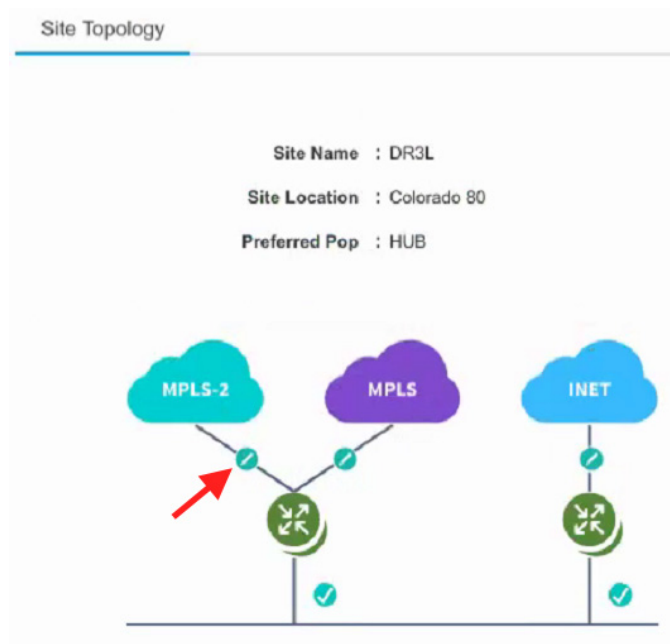 Site Topology
Site Name : DR3L
Site Location : Colorado 80
Preferred Pop : HUB
MPLS-2 MPLS INET